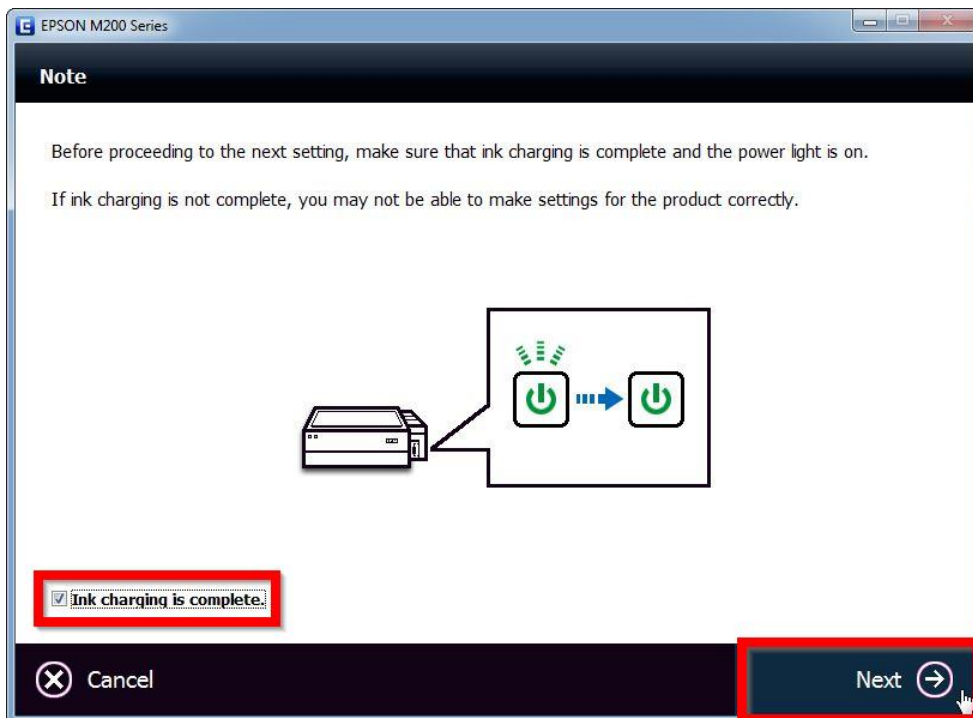 EPSON M200 Series
Note
Before proceeding to the next setting, make sure that ink charging is complete and the power light is on.
If ink charging is not complete, you may not be able to make settings for the product correctly.
Ink charging is complete.
Cancel
Next